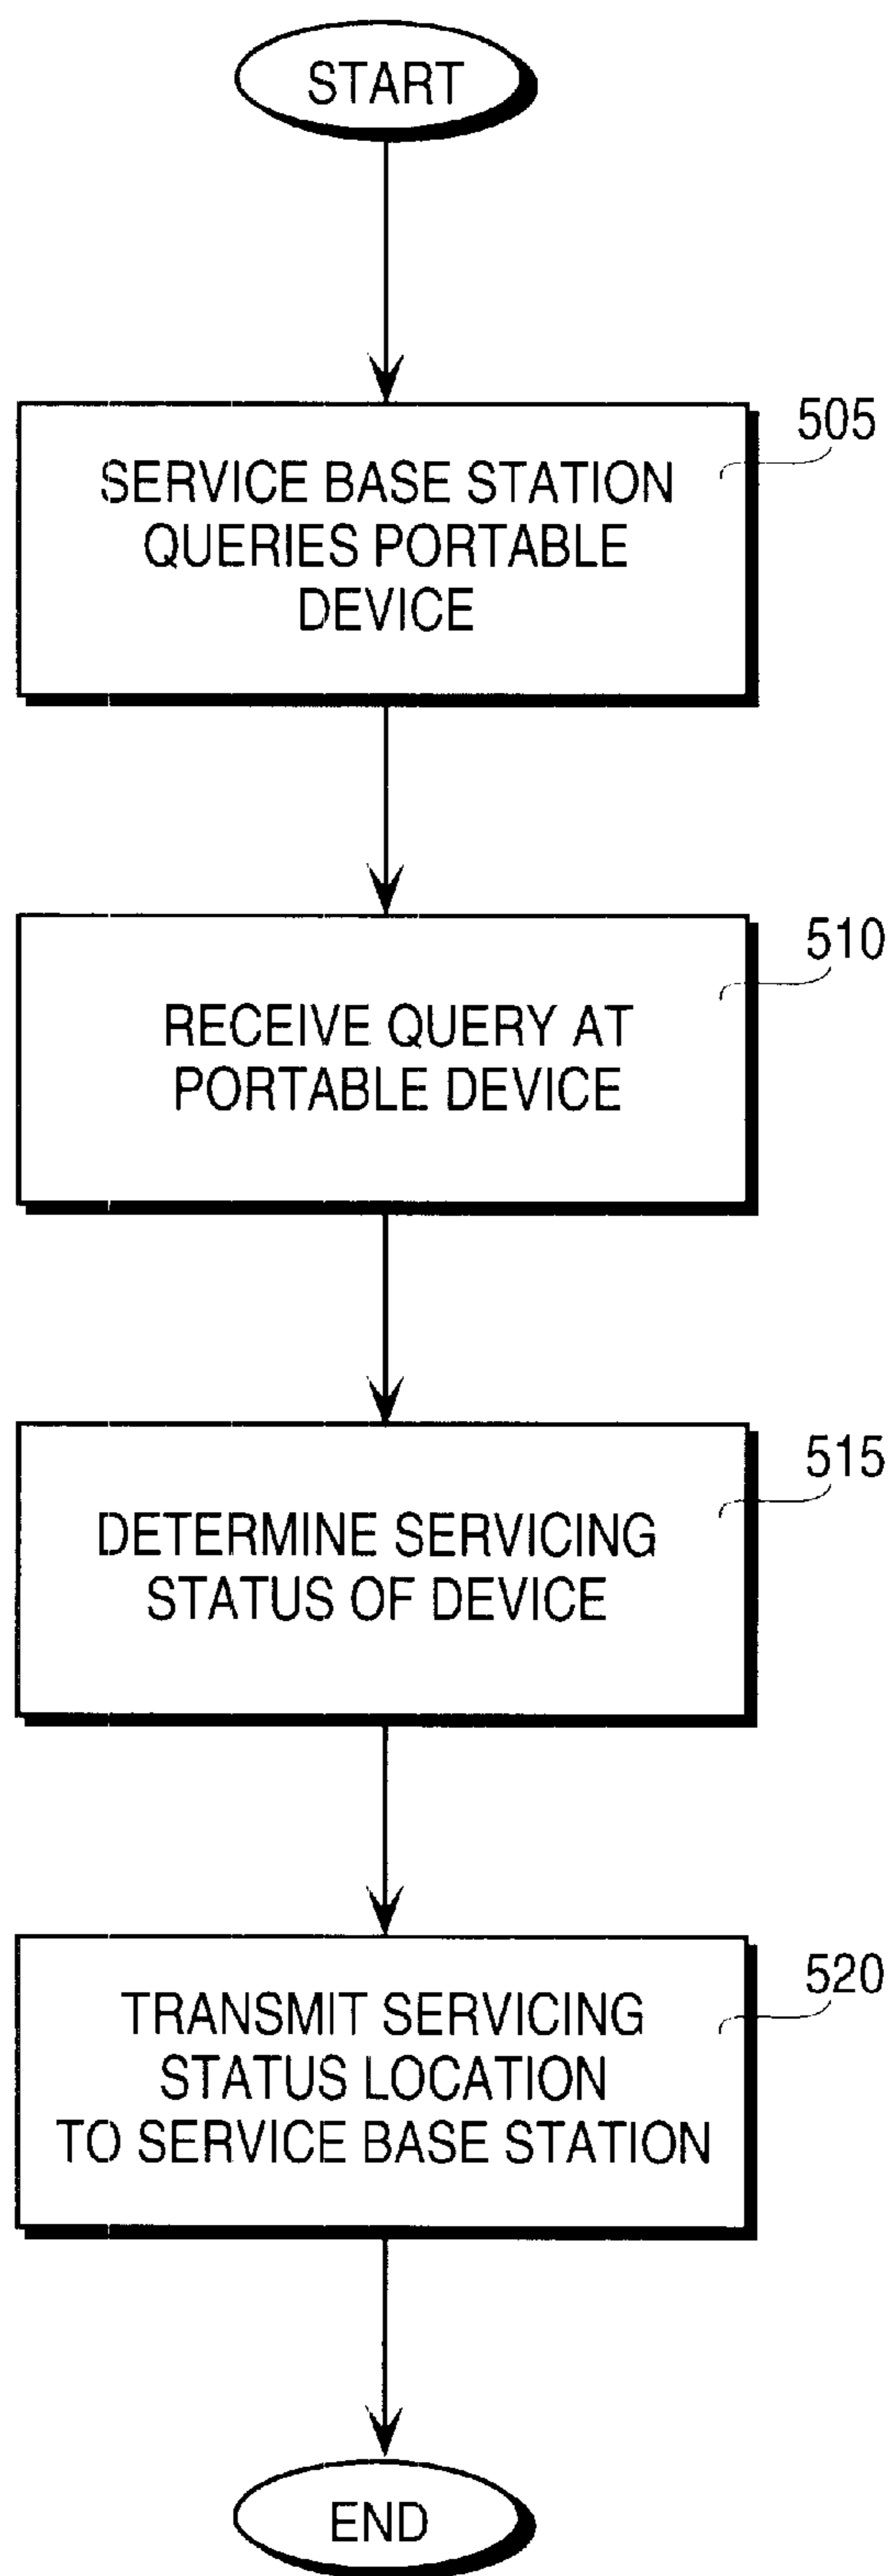 START
505
SERVICE BASE STATION
QUERIES PORTABLE
DEVICE
510
RECEIVE QUERY AT
PORTABLE DEVICE
515
DETERMINE SERVICING
STATUS OF DEVICE
520
TRANSMIT SERVICING
STATUS LOCATION
TO SERVICE BASE STATION
END